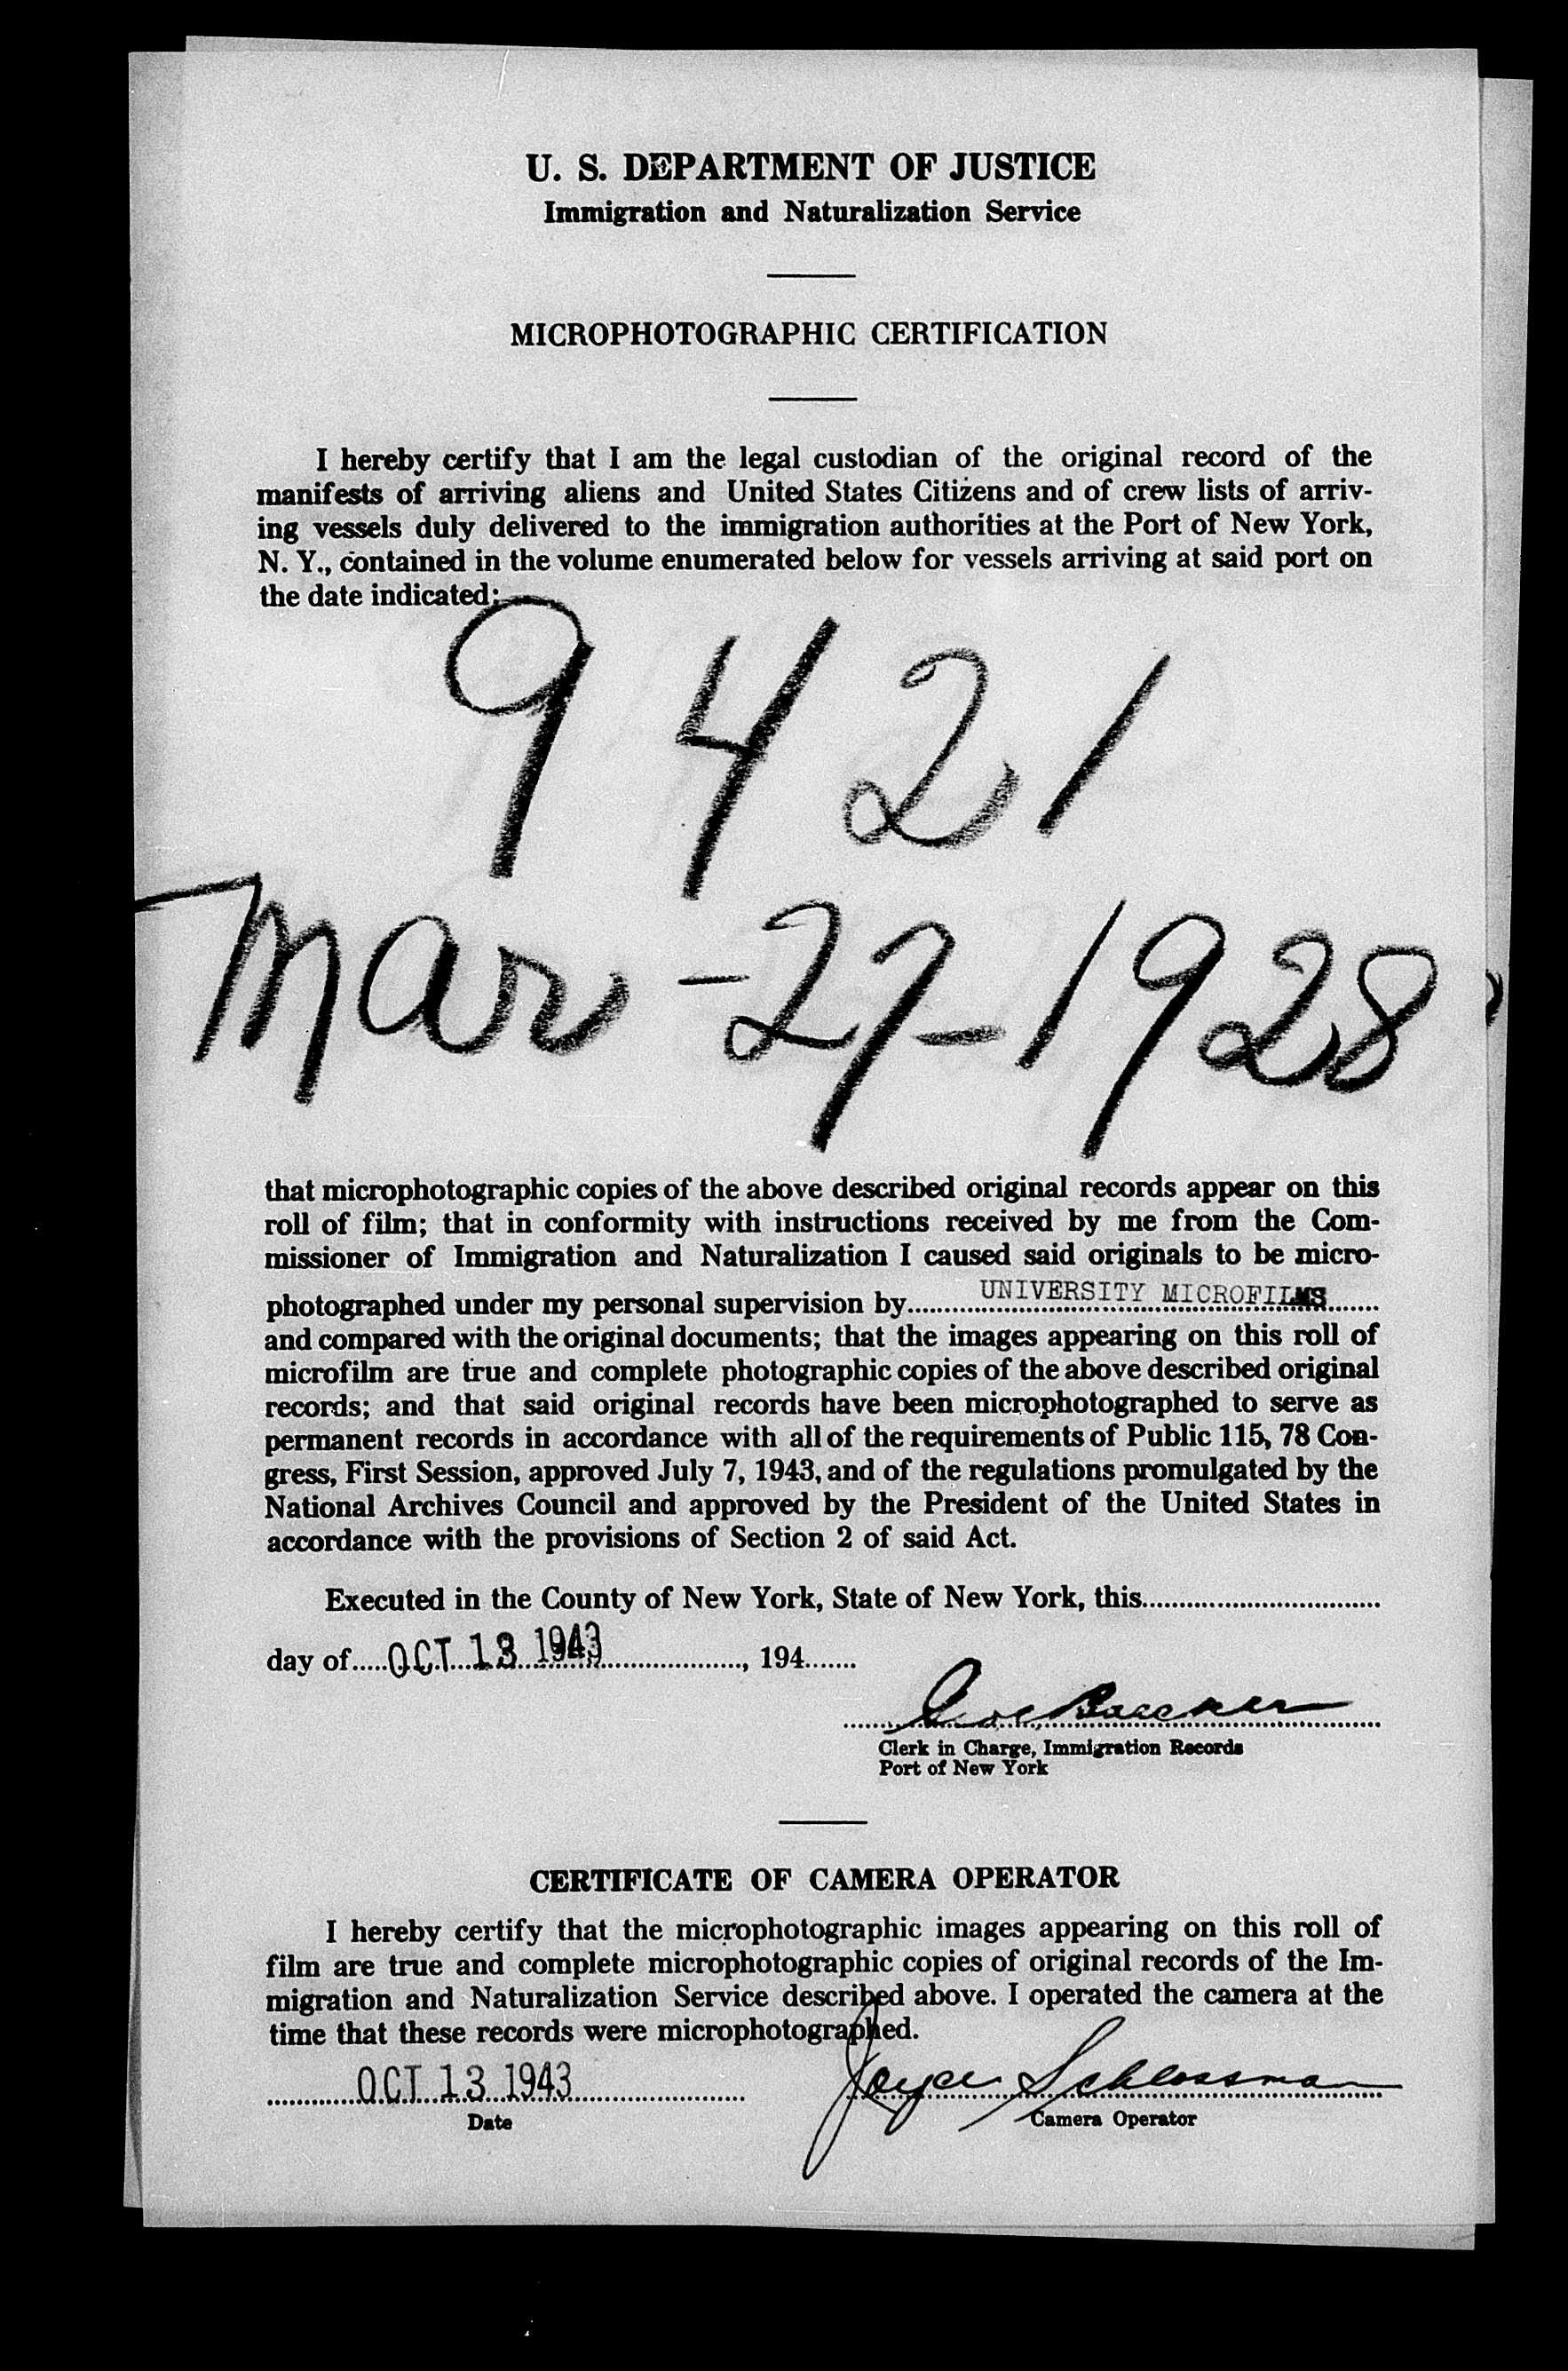 U. S. DEPARTMENT OF JUSTICE
Immigration and Naturalization Service
MICROPHOTOGRAPHIC CERTIFICATION
I hereby certify that I am the legal custodian of the original record of the
manifests of arriving aliens and United States Citizens and of crew lists of arriv-
ing vessels duly delivered to the immigration authorities at the Port of New York,
N. Y., contained in the volume enumerated below for vessels arriving at said port on
the date indicated:
9421
Mar - 27 - 1928
that microphotographic copies of the above described original records appear on this
roll of film; that in conformity with instructions received by me from the Com-
missioner of Immigration and Naturalization I caused said originals to be micro-
photographed under my personal supervision by UNIVERSITY MICROFILMS
and compared with the original documents; that the images appearing on this roll of
microfilm are true and complete photographic copies of the above described original
records; and that said original records have been microphotographed to serve as
permanent records in accordance with all of the requirements of Public 115, 78 Con-
gress, First Session, approved July 7, 1943, and of the regulations promulgated by the
National Archives Council and approved by the President of the United States in
accordance with the provisions of Section 2 of said Act.
Executed in the County of New York, State of New York, this
day of OCT 13 1943, 194
Clerk in Charge, Immigration Records
Port of New York
CERTIFICATE OF CAMERA OPERATOR
I hereby certify that the microphotographic images appearing on this roll of
film are true and complete microphotographic copies of original records of the Im-
migration and Naturalization Service described above. I operated the camera at the
time that these records were microphotographed.
OCT 13 1943 Joyce Schlossman
Date Camera Operator